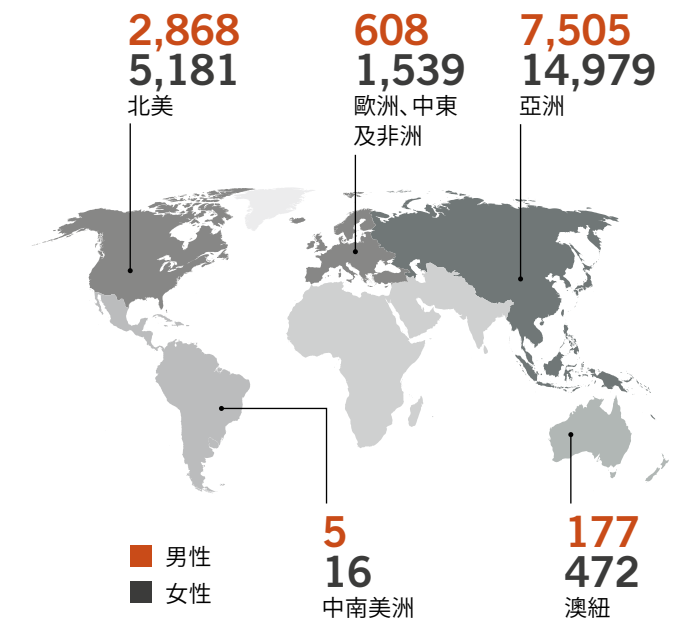 2,868
5,181
北美
608
1,539
歐洲、中東
及非洲
7,505
14,979
亞洲
5
16
中南美洲
177
472
澳紐
男性
女性